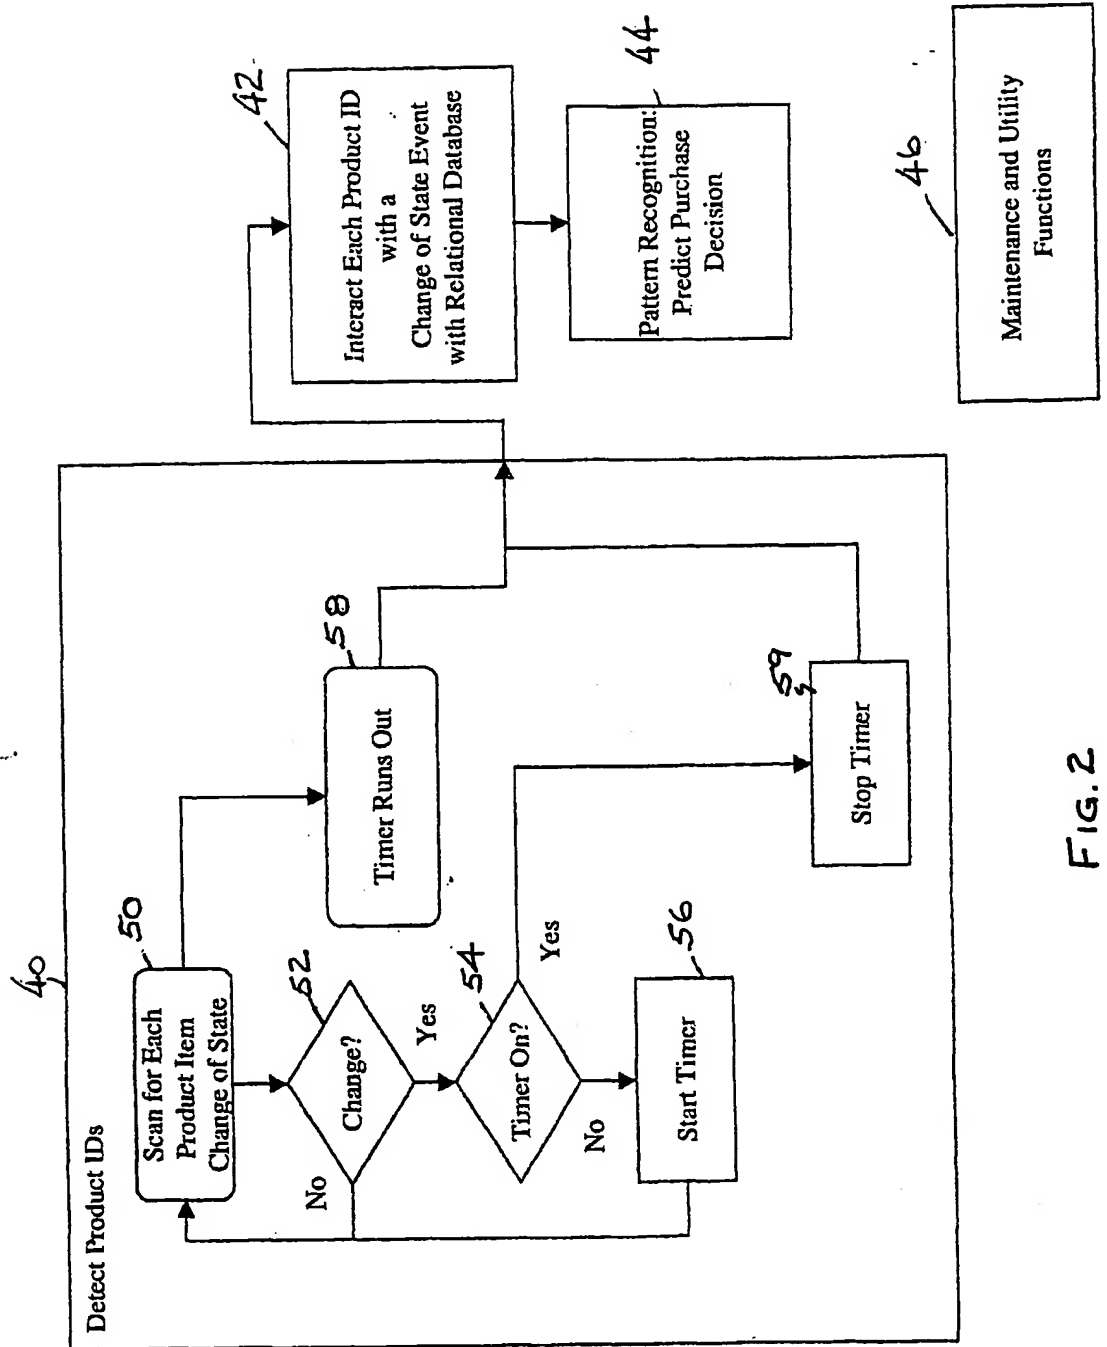 40
Detect Product IDs
50
Scan for Each
Product Item
Change of State
52
Change?
No
Yes
54
Timer On?
Yes
No
56
Start Timer
58
Timer Runs Out
59
Stop Timer
42
Interact Each Product ID
with a
Change of State Event
with Relational Database
44
Pattern Recognition:
Predict Purchase
Decision
46
Maintenance and Utility
Functions
FIG. 2